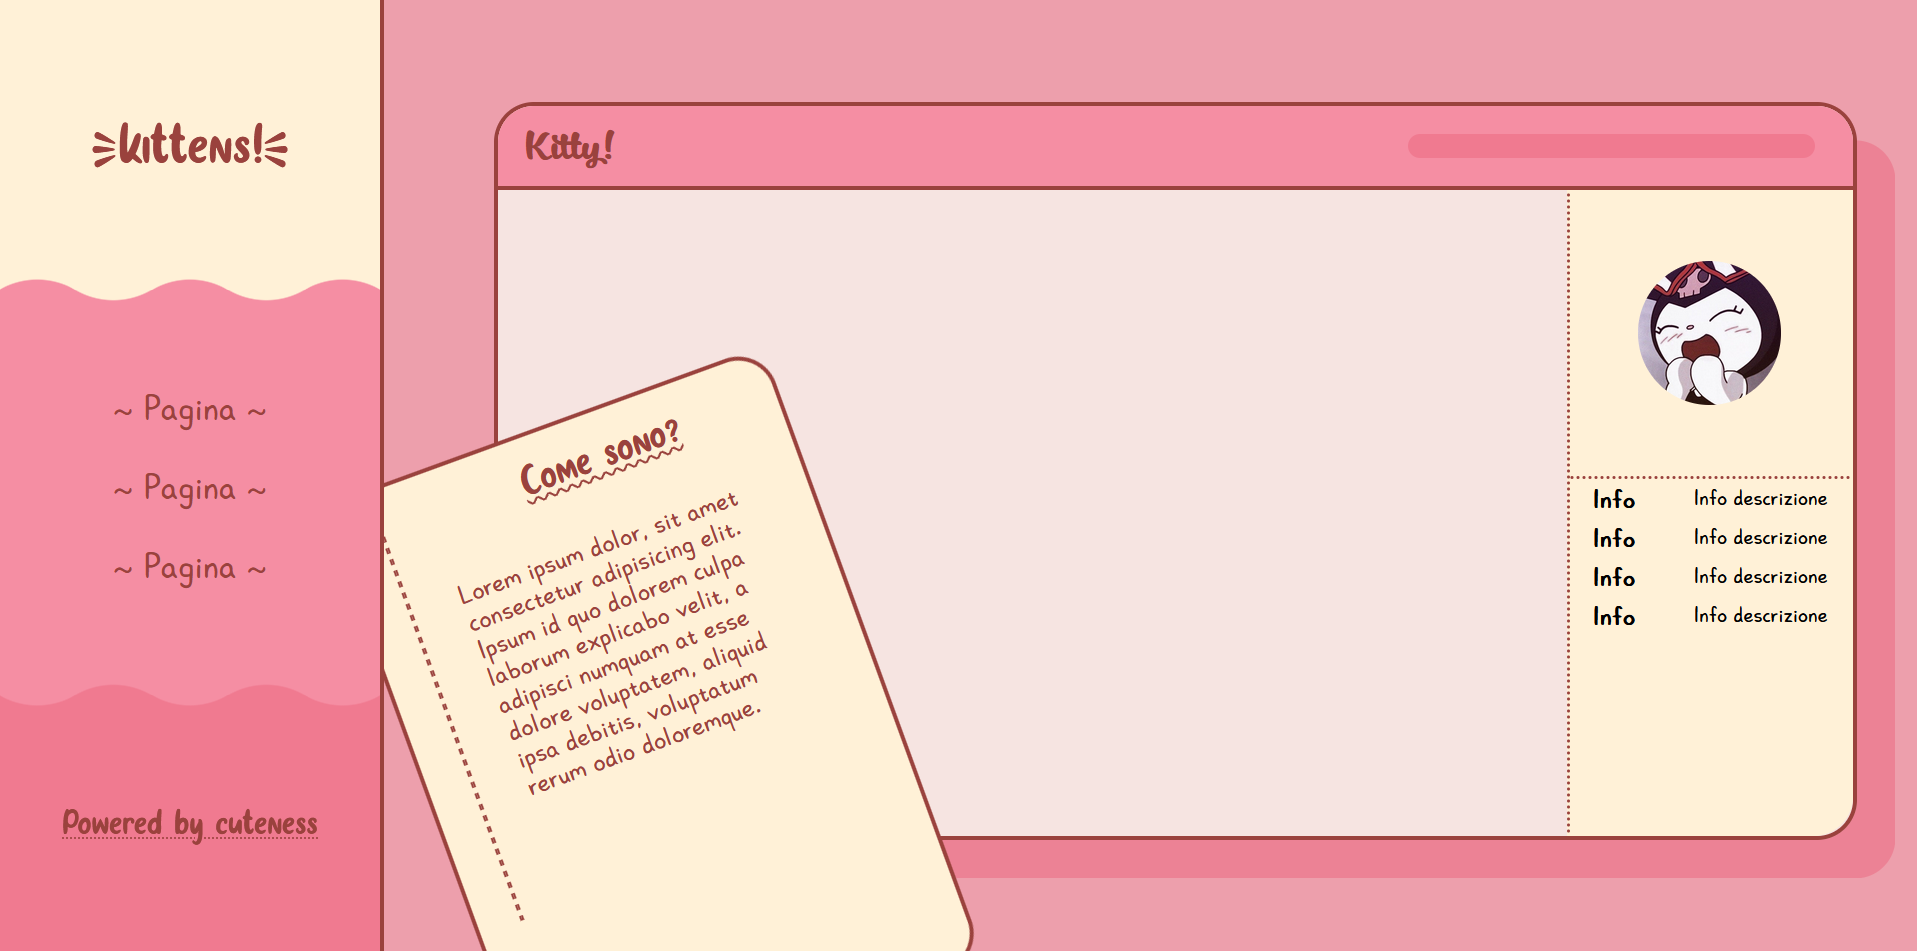 kittens!
~ Pagina ~
~ Pagina ~
~ Pagina ~
Powered by cuteness
Kitty!
Come sono?
Lorem ipsum dolor, sit amet
consectetur adipisicing elit.
Ipsum id quo dolorem culpa
laborum explicabo velit, a
adipisci numquam at esse
dolore voluptatem, aliquid
ipsa debitis, voluptatum
rerum odio doloremque.
Info Info descrizione
Info Info descrizione
Info Info descrizione
Info Info descrizione